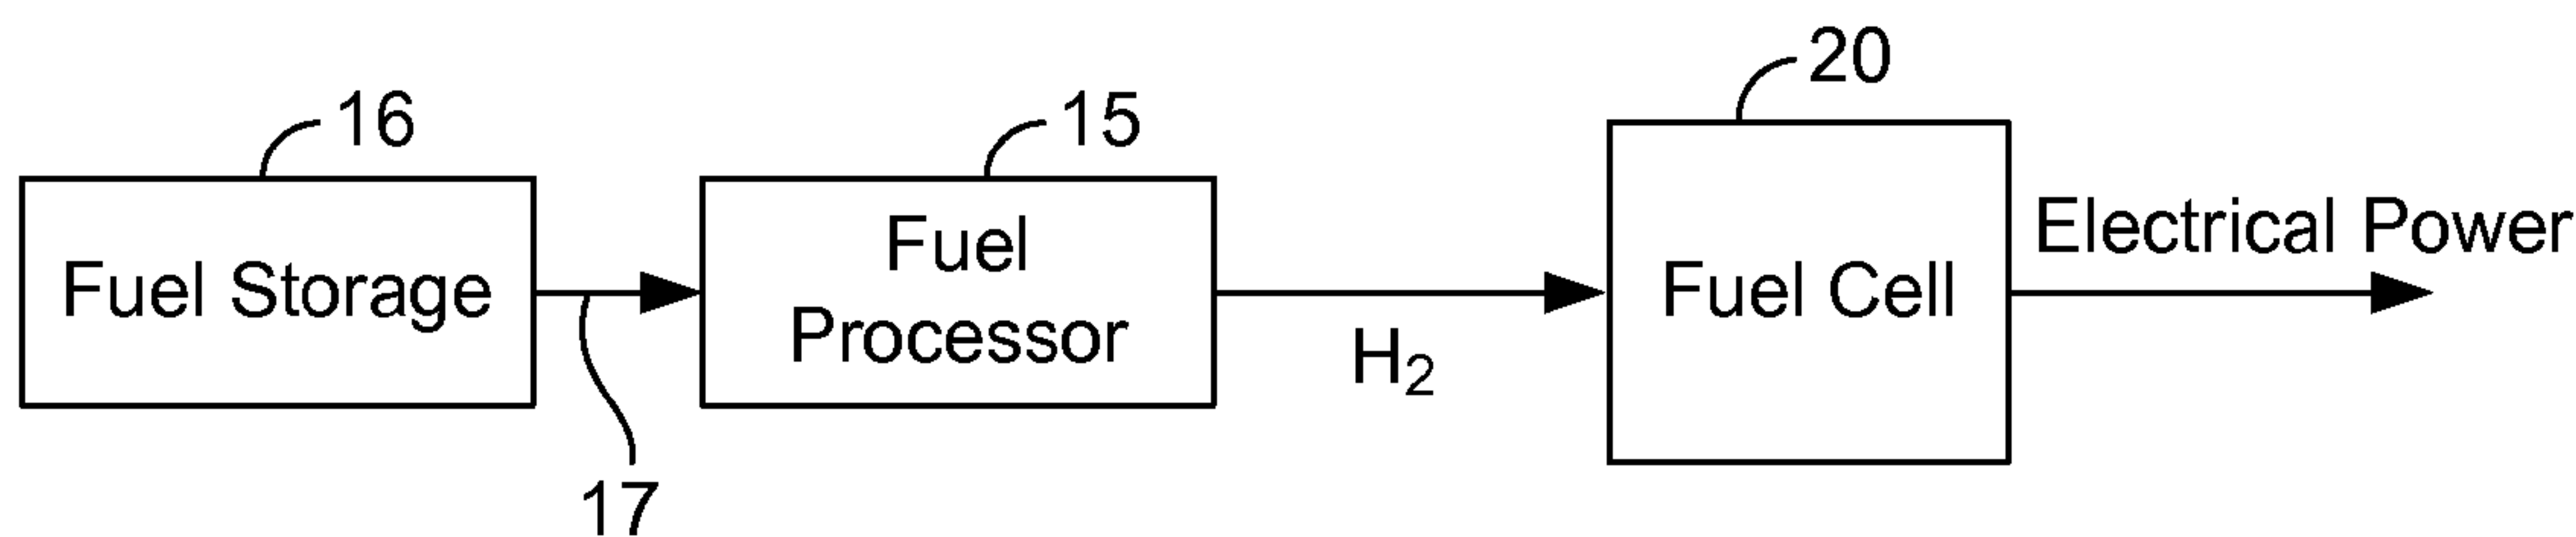 16
15
20
Fuel Storage
Fuel
Processor
H₂
Fuel Cell
Electrical Power
17